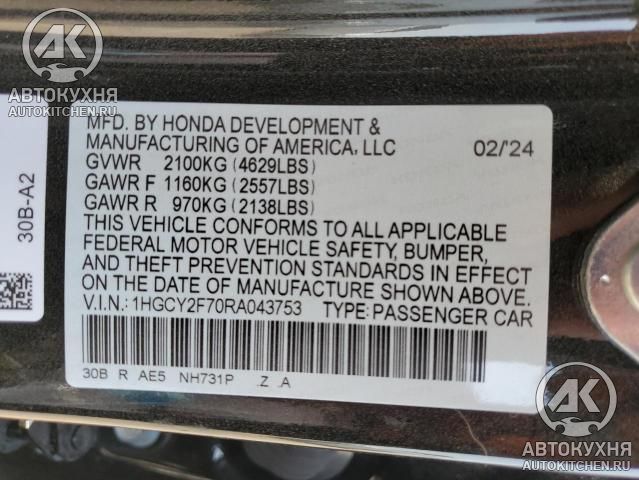 АК
АВТОКУХНЯ
AUTOKITCHEN.RU
30B-A2
MFD. BY HONDA DEVELOPMENT &
MANUFACTURING OF AMERICA, LLC 02/'24
GVWR 2100KG (4629LBS)
GAWR F 1160KG (2557LBS)
GAWR R 970KG (2138LBS)
THIS VEHICLE CONFORMS TO ALL APPLICABLE
FEDERAL MOTOR VEHICLE SAFETY, BUMPER,
AND THEFT PREVENTION STANDARDS IN EFFECT
ON THE DATE OF MANUFACTURE SHOWN ABOVE.
V.I.N.: 1HGCY2F70RA043753 TYPE: PASSENGER CAR
30B R AE5 NH731P .Z .A
АК
АВТОКУХНЯ
AUTOKITCHEN.RU